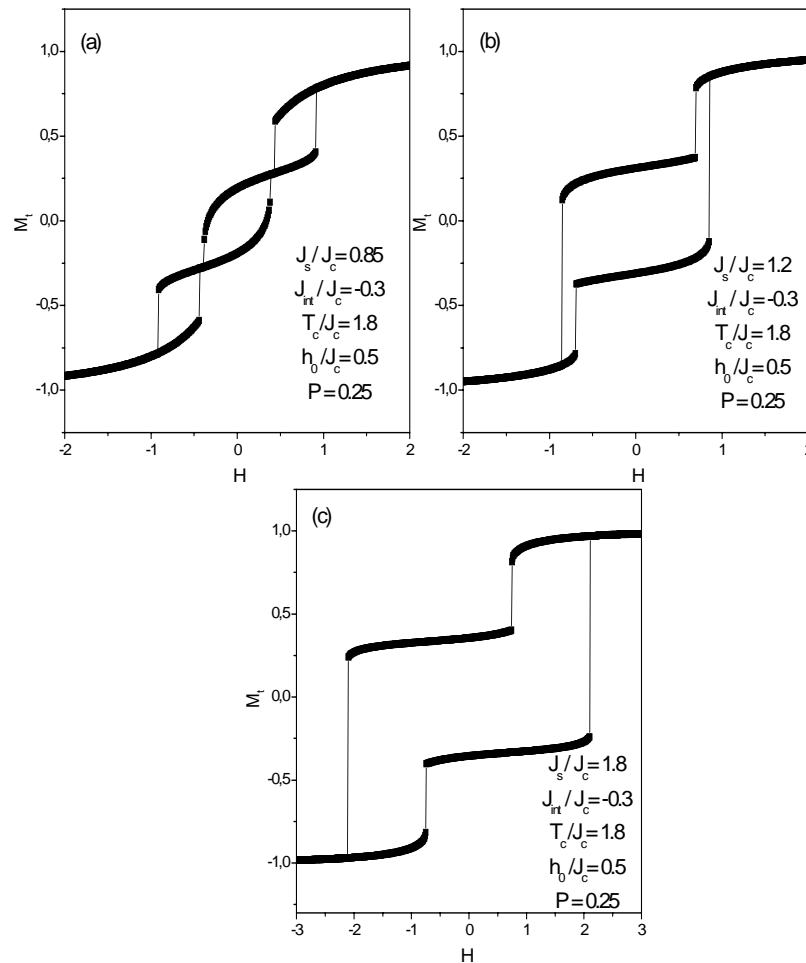 (a)
1,0
0,5
0,0
-0,5
-1,0
M_t
J_s/J_c=0.85
J_int/J_c=-0.3
T_c/J_c=1.8
h_0/J_c=0.5
P=0.25
-2 -1 0 1 2
H
(b)
1,0
0,5
0,0
-0,5
-1,0
M_t
J_s/J_c=1.2
J_int/J_c=-0.3
T_c/J_c=1.8
h_0/J_c=0.5
P=0.25
-2 -1 0 1 2
H
(c)
1,0
0,5
0,0
-0,5
-1,0
M_t
J_s/J_c=1.8
J_int/J_c=-0.3
T_c/J_c=1.8
h_0/J_c=0.5
P=0.25
-3 -2 -1 0 1 2 3
H